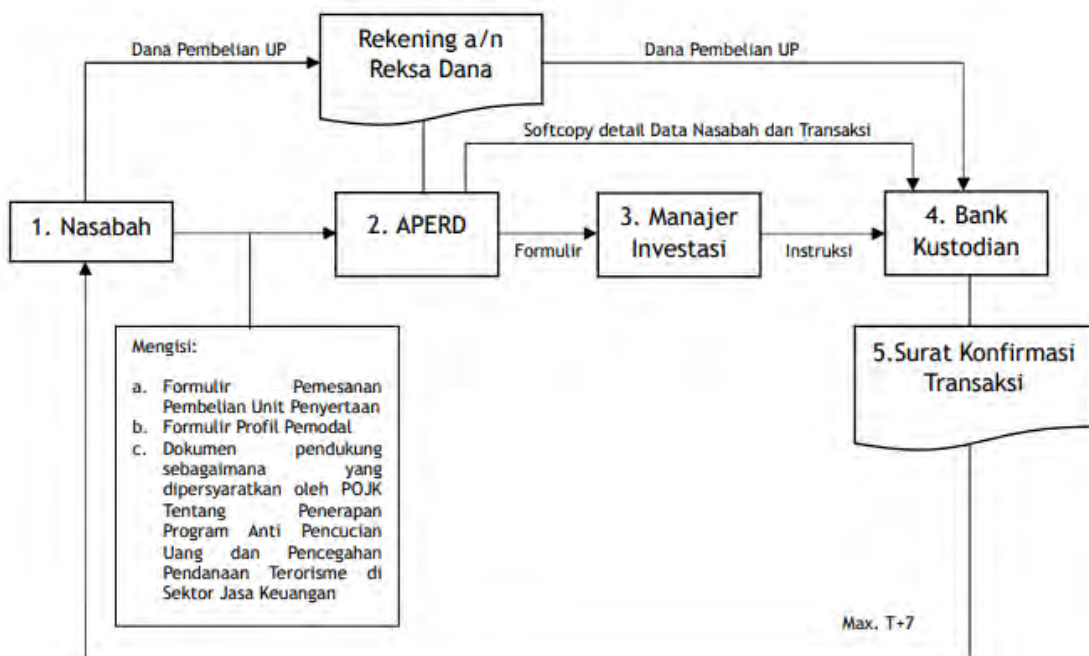 Dana Pembelian UP
Rekening a/n
Reksa Dana
Dana Pembelian UP
Softcopy detail Data Nasabah dan Transaksi
1. Nasabah
2. APERD
Formulir
3. Manajer
Investasi
Instruksi
4. Bank
Kustodian
Mengisi:
a. Formulir Pemesanan
Pembelian Unit Penyertaan
b. Formulir Profil Pemodal
c. Dokumen pendukung
sebagaimana yang
dipersyaratkan oleh POJK
Tentang Penerapan
Program Anti Pencucian
Uang dan Pencegahan
Pendanaan Terorisme di
Sektor Jasa Keuangan
5.Surat Konfirmasi
Transaksi
Max. T+7